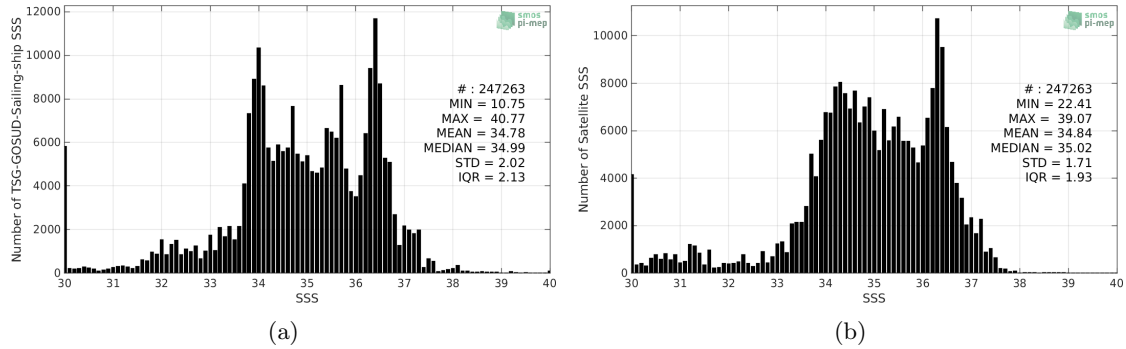 Number of TSG-GOSUD-Sailing-ship SSS
12000
10000
8000
6000
4000
2000
0
smos
pi-mep
# : 247263
MIN = 10.75
MAX = 40.77
MEAN = 34.78
MEDIAN = 34.99
STD = 2.02
IQR = 2.13
30 31 32 33 34 35 36 37 38 39 40
SSS
(a)
Number of Satellite SSS
10000
8000
6000
4000
2000
0
smos
pi-mep
# : 247263
MIN = 22.41
MAX = 39.07
MEAN = 34.84
MEDIAN = 35.02
STD = 1.71
IQR = 1.93
30 31 32 33 34 35 36 37 38 39 40
SSS
(b)